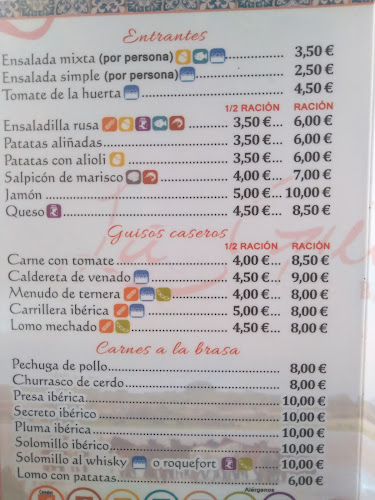 Entrantes
Ensalada mixta (por persona) 3,50 €
Ensalada simple (por persona) 2,50 €
Tomate de la huerta 4,50 €
1/2 RACIÓN RACIÓN
Ensaladilla rusa 3,50 €... 6,00 €
Patatas aliñadas 3,50 €... 6,00 €
Patatas con alioli 3,50 €... 6,00 €
Salpicón de marisco 4,00 €... 7,00 €
Jamón 5,00 €... 10,00 €
Queso 4,50 €... 8,50 €
Guisos caseros
1/2 RACIÓN RACIÓN
Carne con tomate 4,00 €... 8,50 €
Caldereta de venado 4,50 €... 9,00 €
Menudo de ternera 4,00 €... 8,00 €
Carrillera ibérica 5,00 €... 8,00 €
Lomo mechado 4,50 €... 8,00 €
Carnes a la brasa
Pechuga de pollo 8,00 €
Churrasco de cerdo 8,00 €
Presa ibérica 10,00 €
Secreto ibérico 10,00 €
Pluma ibérica 10,00 €
Solomillo ibérico 10,00 €
Solomillo al whisky o roquefort 10,00 €
Lomo con patatas 6,00 €
Alérgenos